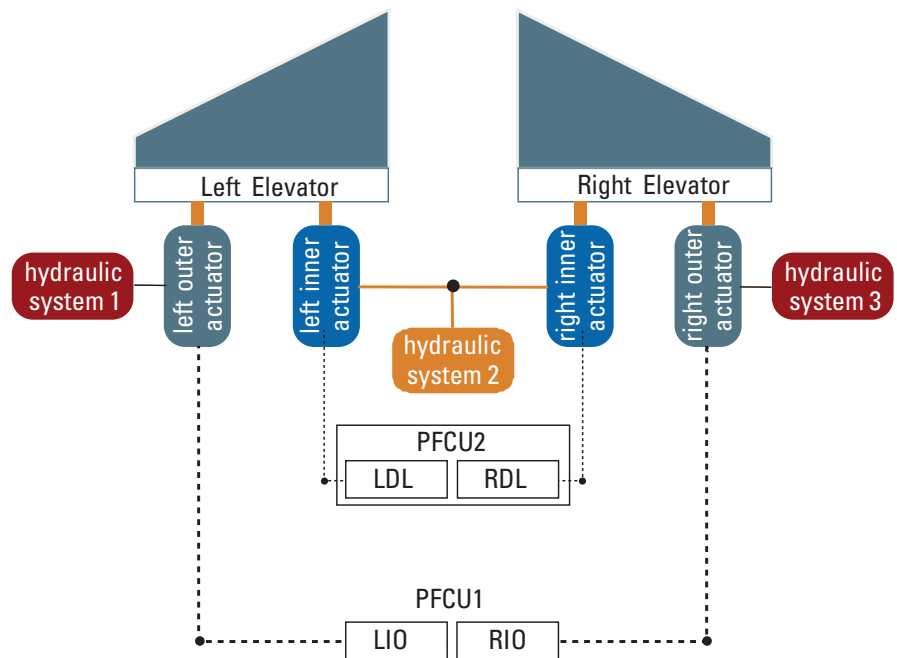 Left Elevator
Right Elevator
hydraulic
system 1
left outer
actuator
left inner
actuator
right inner
actuator
right outer
actuator
hydraulic
system 3
hydraulic
system 2
PFCU2
LDL
RDL
PFCU1
LIO
RIO